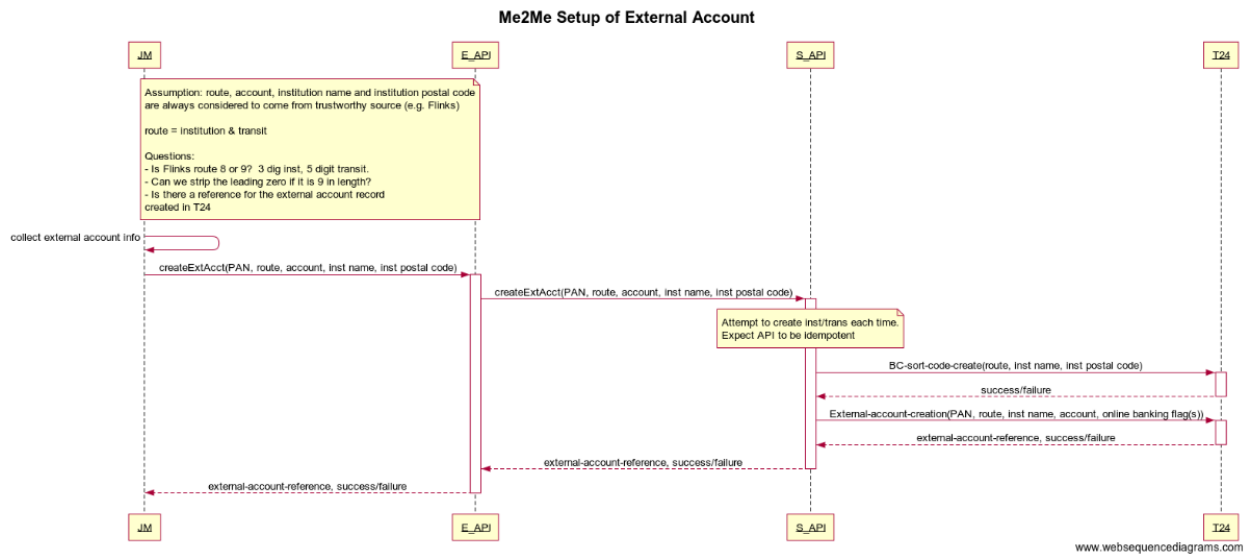 Me2Me Setup of External Account
JM
E_API
S_API
T24
Assumption: route, account, institution name and institution postal code
are always considered to come from trustworthy source (e.g. Flinks)
route = institution & transit
Questions:
- Is Flinks route 8 or 9?  3 dig inst, 5 digit transit.
- Can we strip the leading zero if it is 9 in length?
- Is there a reference for the external account record
created in T24
collect external account info
createExtAcct(PAN, route, account, inst name, inst postal code)
createExtAcct(PAN, route, account, inst name, inst postal code)
Attempt to create inst/trans each time.
Expect API to be idempotent
BC-sort-code-create(route, Inst name, inst postal code)
success/failure
External-account-creation(PAN, route, inst name, account, online banking flag(s))
external-account-reference, success/failure
external-account-reference, success/failure
external-account-reference, success/failure
JM
E_API
S_API
T24
www.websequencediagrams.com